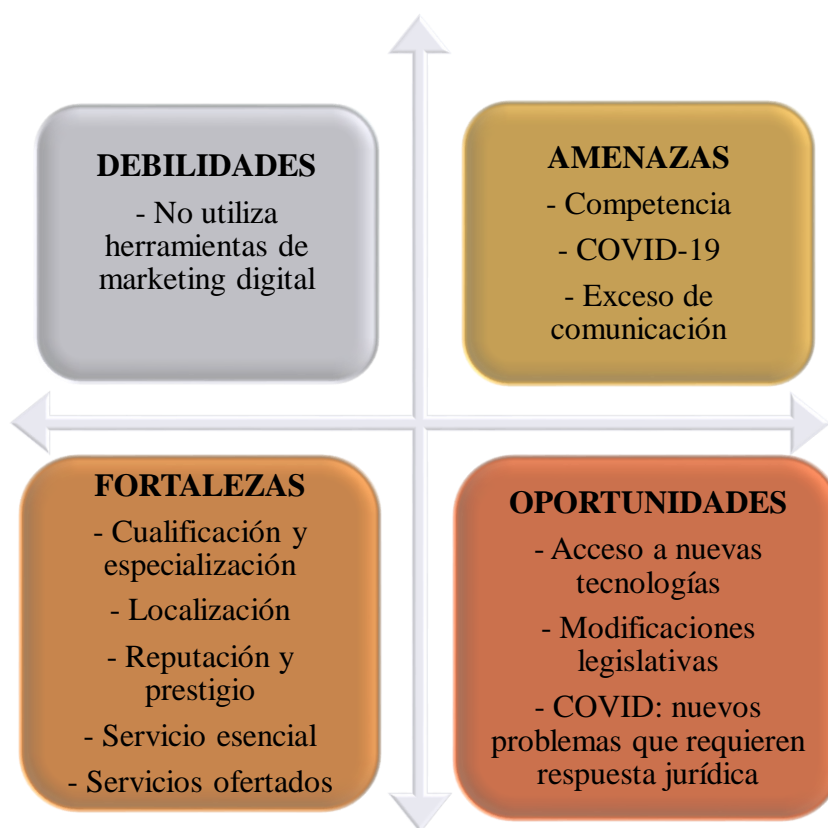 DEBILIDADES
- No utiliza
herramientas de
marketing digital
AMENAZAS
- Competencia
- COVID-19
- Exceso de
comunicación
FORTALEZAS
- Cualificación y
especialización
- Localización
- Reputación y
prestigio
- Servicio esencial
- Servicios ofertados
OPORTUNIDADES
- Acceso a nuevas
tecnologías
- Modificaciones
legislativas
- COVID: nuevos
problemas que requieren
respuesta jurídica